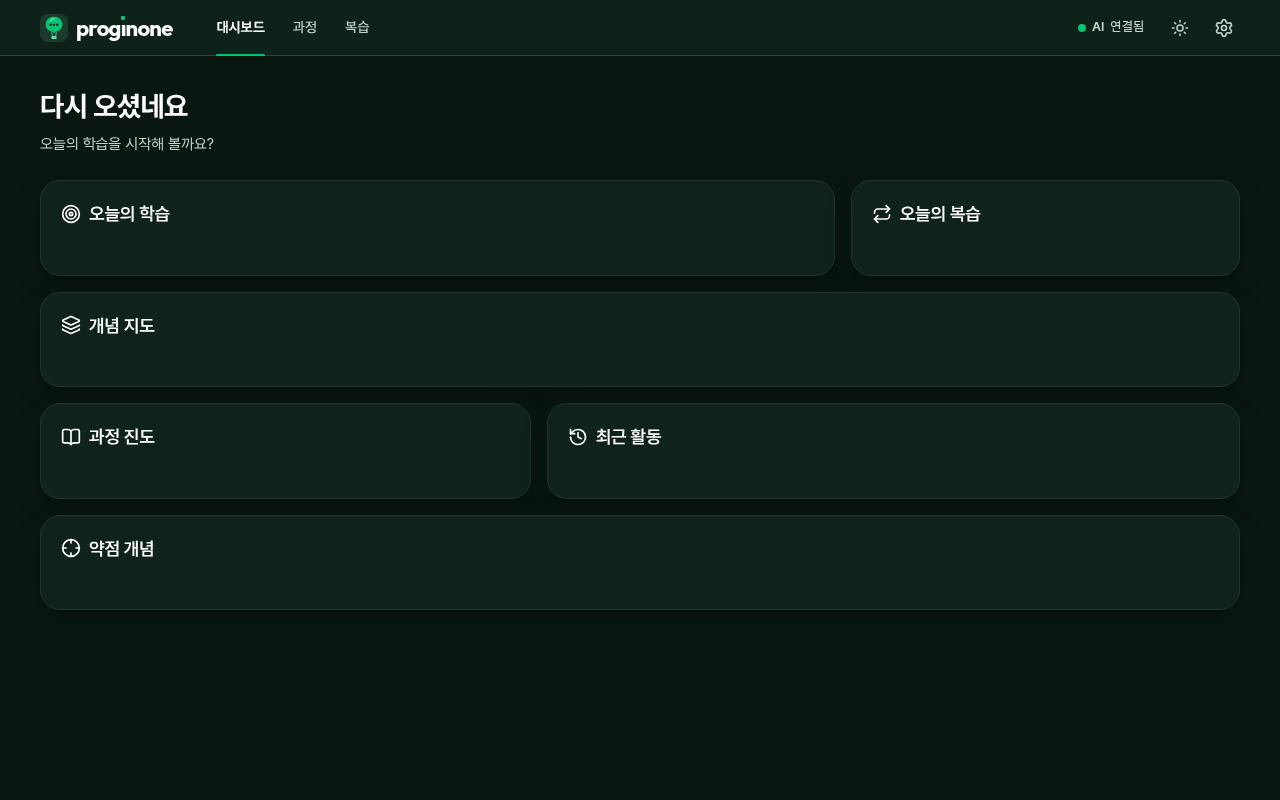 proginone
대시보드
과정
복습
AI 연결됨
다시 오셨네요
오늘의 학습을 시작해 볼까요?
오늘의 학습
오늘의 복습
개념 지도
과정 진도
최근 활동
약점 개념